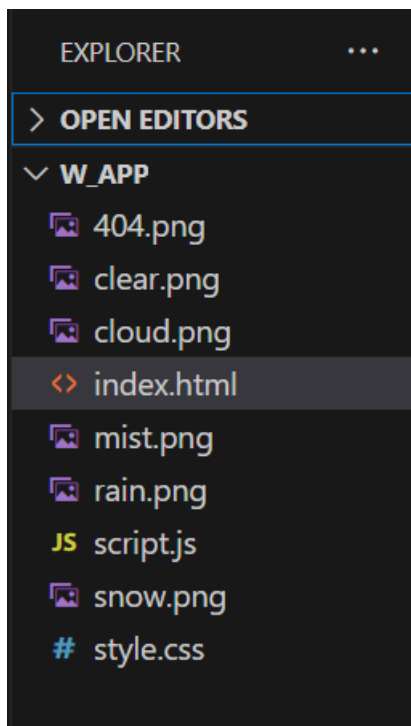 EXPLORER ...
OPEN EDITORS
W_APP
404.png
clear.png
cloud.png
<> index.html
mist.png
rain.png
JS script.js
snow.png
# style.css